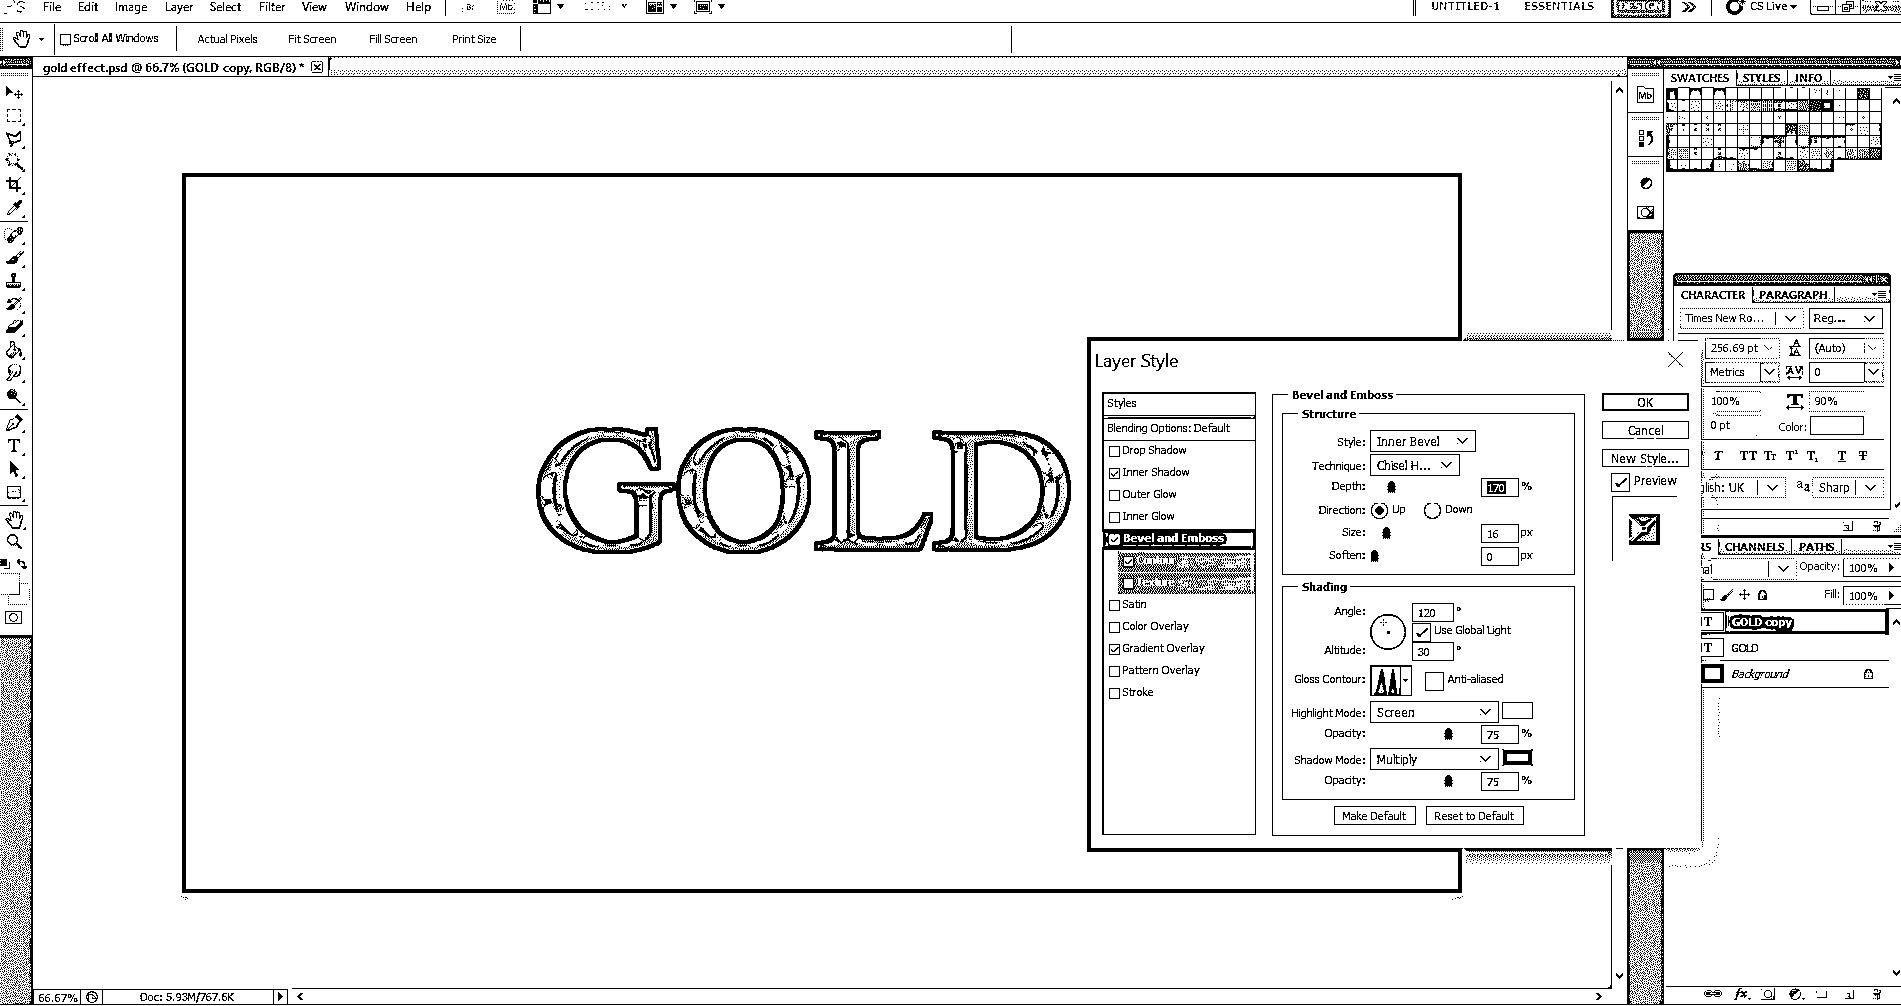 File Edit Image Layer Select Filter View Window Help Br Mb UNTITLED-1 ESSENTIALS DESIGN CS Live
Scroll All Windows Actual Pixels Fit Screen Fill Screen Print Size
gold effect.psd @ 66.7% (GOLD copy, RGB/8) *
Mb
SWATCHES STYLES INFO
CHARACTER PARAGRAPH
Times New Ro... Reg...
256.69 pt (Auto)
Metrics 0
100% 90%
0 pt Color:
T TT Tr T¹ T₁ T T
glish: UK aa Sharp
GOLD
Layer Style
Styles
Blending Options: Default
Drop Shadow
Inner Shadow
Outer Glow
Inner Glow
Bevel and Emboss
Satin
Color Overlay
Gradient Overlay
Pattern Overlay
Stroke
Bevel and Emboss
Structure
Style: Inner Bevel
Technique: Chisel H...
Depth: 170 %
Direction: Up Down
Size: 16 px
Soften: 0 px
Shading
Angle: 120 °
Use Global Light
Altitude: 30 °
Gloss Contour: Anti-aliased
Highlight Mode: Screen
Opacity: 75 %
Shadow Mode: Multiply
Opacity: 75 %
Make Default Reset to Default
OK
Cancel
New Style...
Preview
RS CHANNELS PATHS
al Opacity: 100%
Fill: 100%
T GOLD copy
T GOLD
Background
66.67% Doc: 5.93M/767.6K